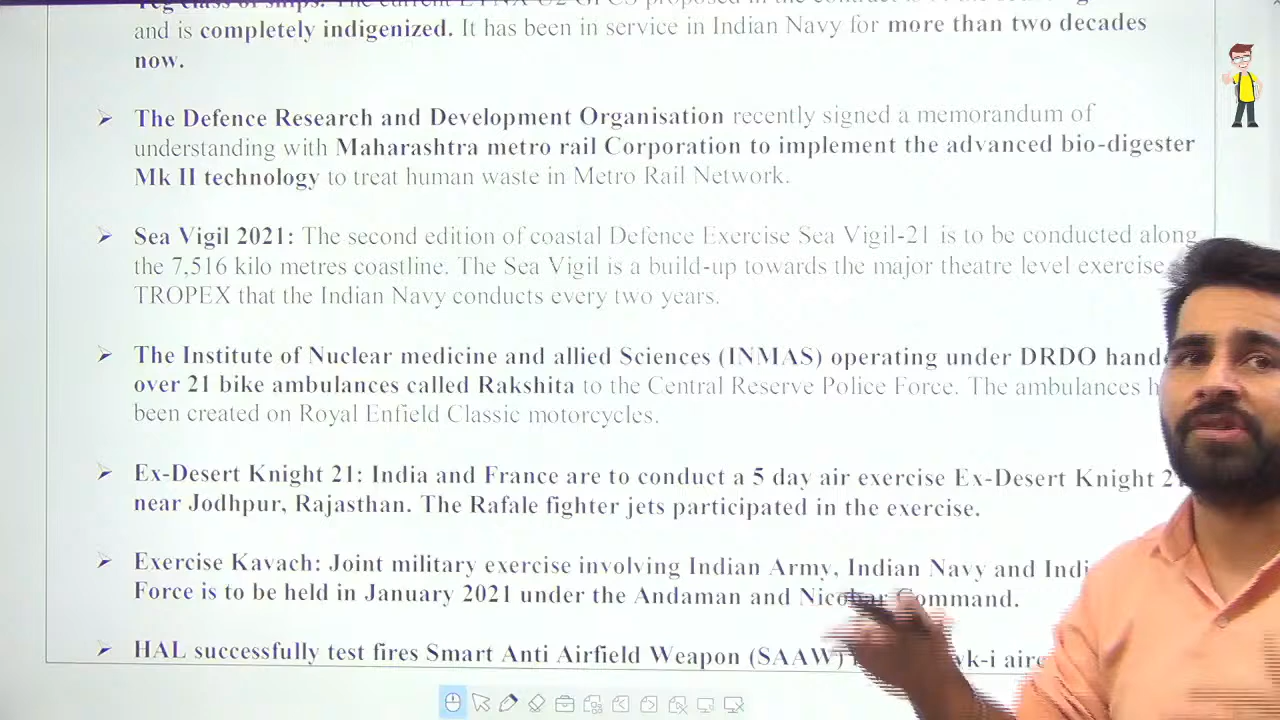 and is completely indigenized. It has been in service in Indian Navy for more than two decades
now.
➢ The Defence Research and Development Organisation recently signed a memorandum of
understanding with Maharashtra metro rail Corporation to implement the advanced bio-digester
Mk II technology to treat human waste in Metro Rail Network.
➢ Sea Vigil 2021: The second edition of coastal Defence Exercise Sea Vigil-21 is to be conducted along
the 7,516 kilo metres coastline. The Sea Vigil is a build-up towards the major theatre level exercise
TROPEX that the Indian Navy conducts every two years.
➢ The Institute of Nuclear medicine and allied Sciences (INMAS) operating under DRDO
over 21 bike ambulances called Rakshita to the Central Reserve Police Force. The ambulances
been created on Royal Enfield Classic motorcycles.
➢ Ex-Desert Knight 21: India and France are to conduct a 5 day air exercise Ex-Desert Knight
near Jodhpur, Rajasthan. The Rafale fighter jets participated in the exercise.
➢ Exercise Kavach: Joint military exercise involving Indian Army, Indian Navy and
Force is to be held in January 2021 under the Andaman and Nicobar Command.
➢ HAL successfully test fires Smart Anti Airfield Weapon (SAAW)